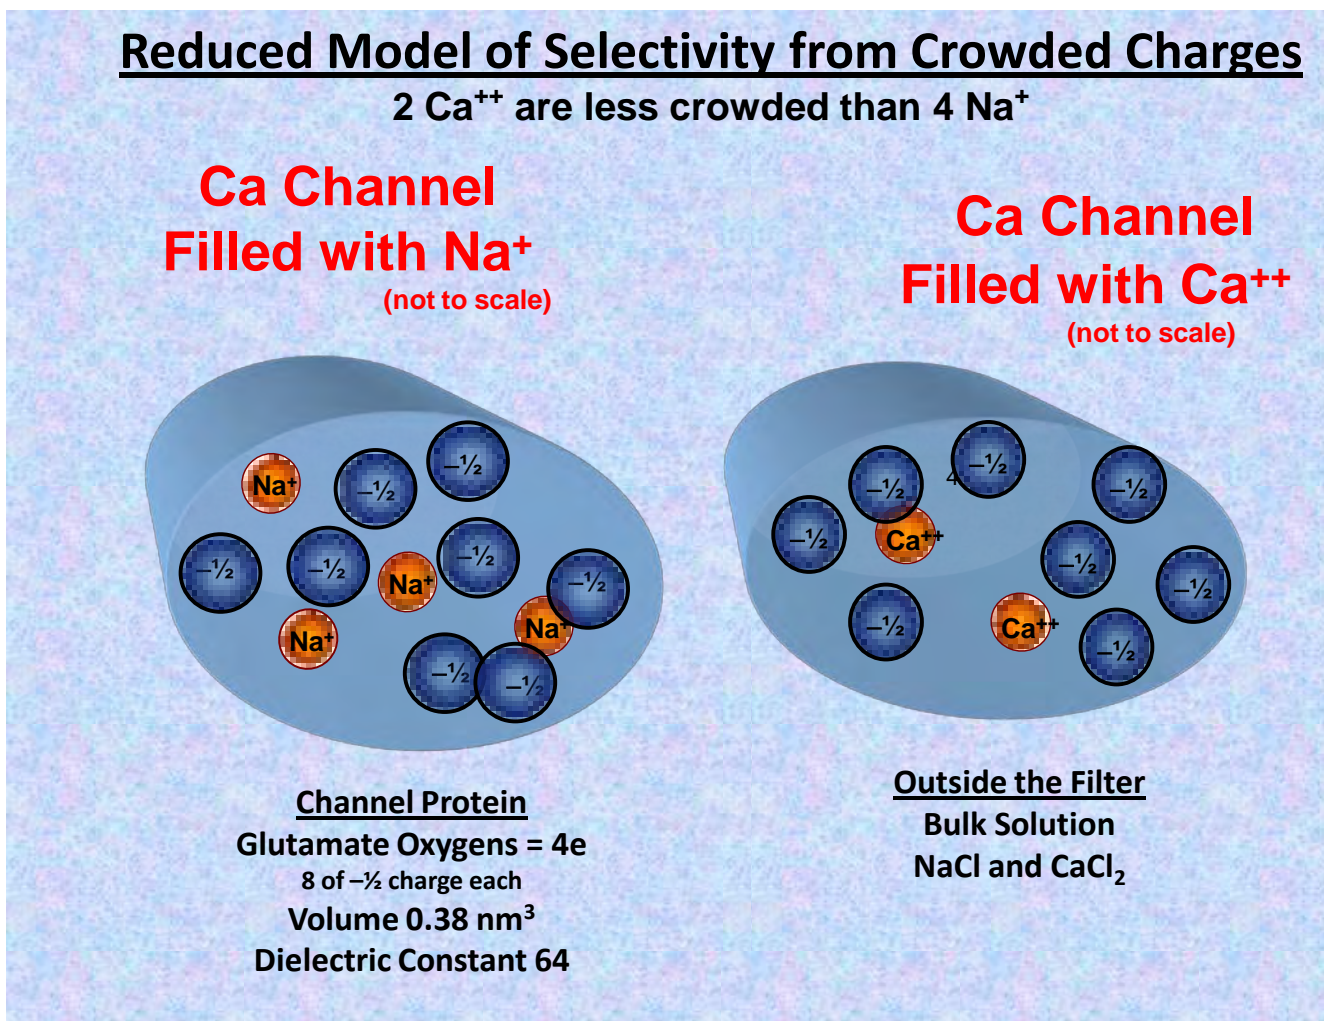 Reduced Model of Selectivity from Crowded Charges
2 Ca⁺⁺ are less crowded than 4 Na⁺
Ca Channel
Filled with Na⁺
(not to scale)
Ca Channel
Filled with Ca⁺⁺
(not to scale)
–½
Na⁺
–½
–½
–½
–½
Na⁺
–½
Na⁺
Na⁺
–½
–½
–½
–½
4
–½
–½
Ca⁺⁺
–½
–½
–½
Ca⁺⁺
–½
Channel Protein
Glutamate Oxygens = 4e
8 of –½ charge each
Volume 0.38 nm³
Dielectric Constant 64
Outside the Filter
Bulk Solution
NaCl and CaCl₂